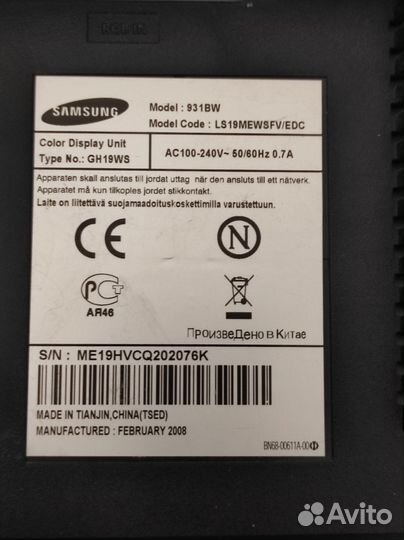 SAMSUNG
Model : 931BW
Model Code : LS19MEWSFV/EDC
Color Display Unit
Type No.: GH19WS
AC100-240V~ 50/60Hz 0.7A
Apparaten skall anslutas till jordat uttag när den ansluts till ett nätverk.
Apparatet må kun tilkoples jordet stikkontakt.
Laite on liitettävä suojamaadoituskoskettimilla varustettuun.
CE
N
РСТ
АЯ46
Произведено в Китае
S/N : ME19HVCQ202076K
MADE IN TIANJIN,CHINA(TSED)
MANUFACTURED : FEBRUARY 2008
BN68-00611A-00
Avito